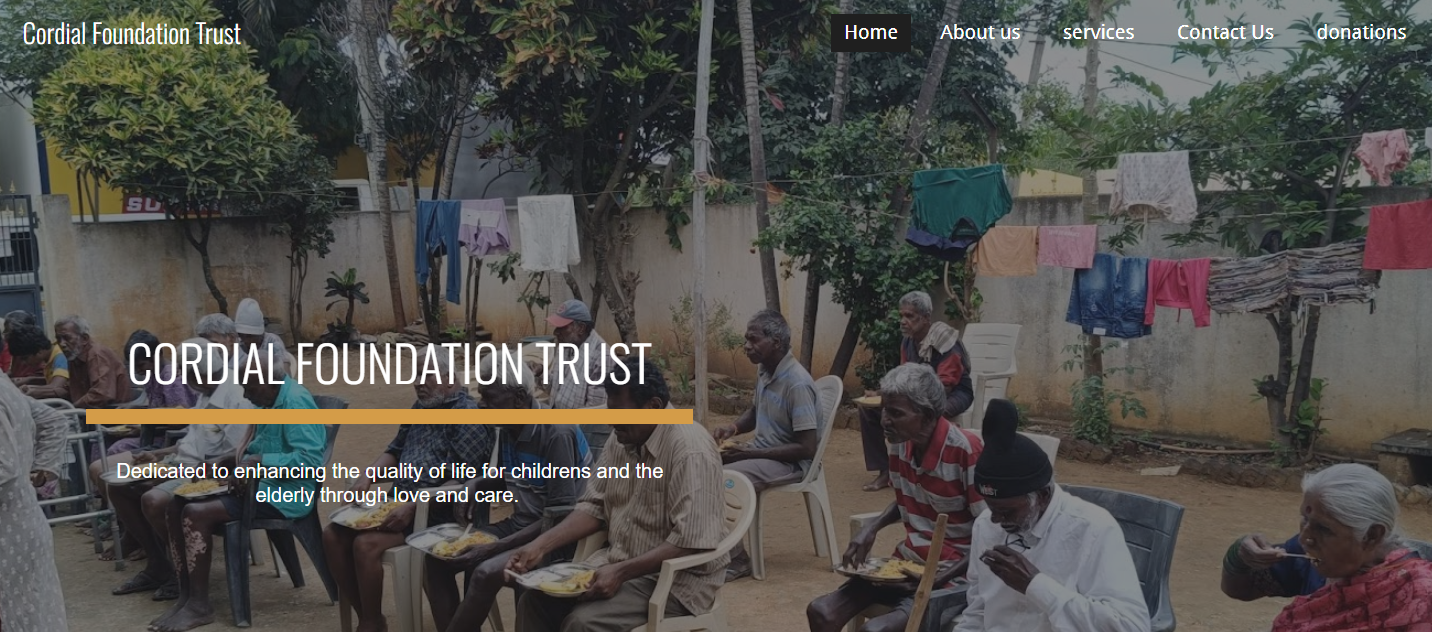 Cordial Foundation Trust
Home
About us
services
Contact Us
donations
CORDIAL FOUNDATION TRUST
Dedicated to enhancing the quality of life for childrens and the
elderly through love and care.